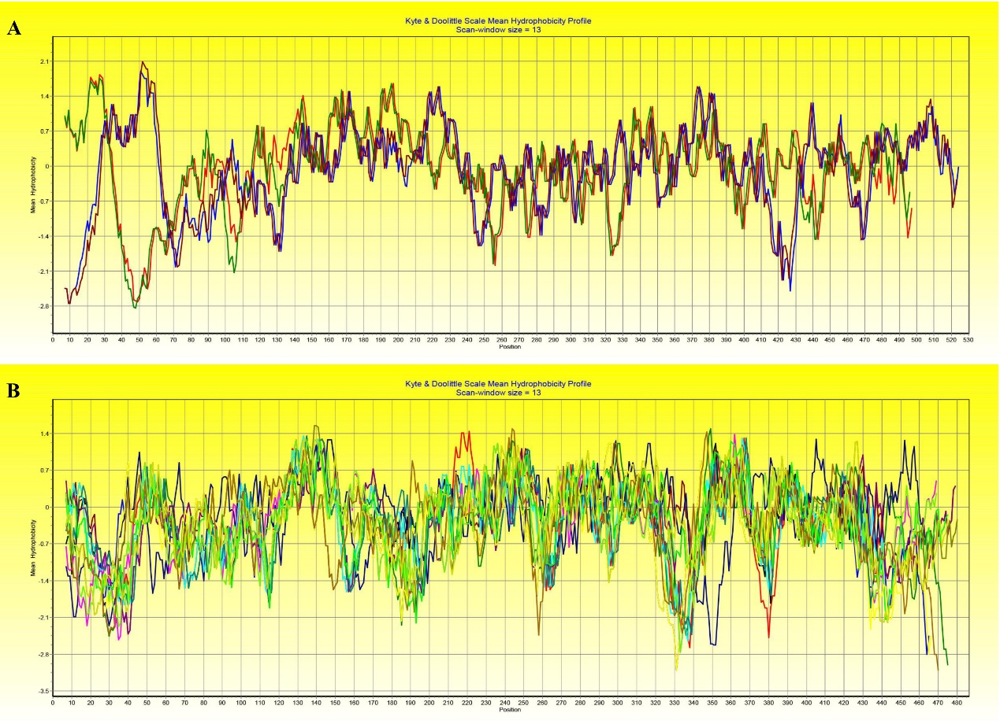 A
Kyte & Doolittle Scale Mean Hydrophobicity Profile
Scan-window size = 13
Mean Hydrophobicity
2.1
1.4
0.7
0
-0.7
-1.4
-2.1
-2.8
0 10 20 30 40 50 60 70 80 90 100 110 120 130 140 150 160 170 180 190 200 210 220 230 240 250 260 270 280 290 300 310 320 330 340 350 360 370 380 390 400 410 420 430 440 450 460 470 480 490 500 510 520 530
Position
B
Kyte & Doolittle Scale Mean Hydrophobicity Profile
Scan-window size = 13
Mean Hydrophobicity
1.4
0.7
0
-0.7
-1.4
-2.1
-2.8
-3.5
0 10 20 30 40 50 60 70 80 90 100 110 120 130 140 150 160 170 180 190 200 210 220 230 240 250 260 270 280 290 300 310 320 330 340 350 360 370 380 390 400 410 420 430 440 450 460 470 480
Position